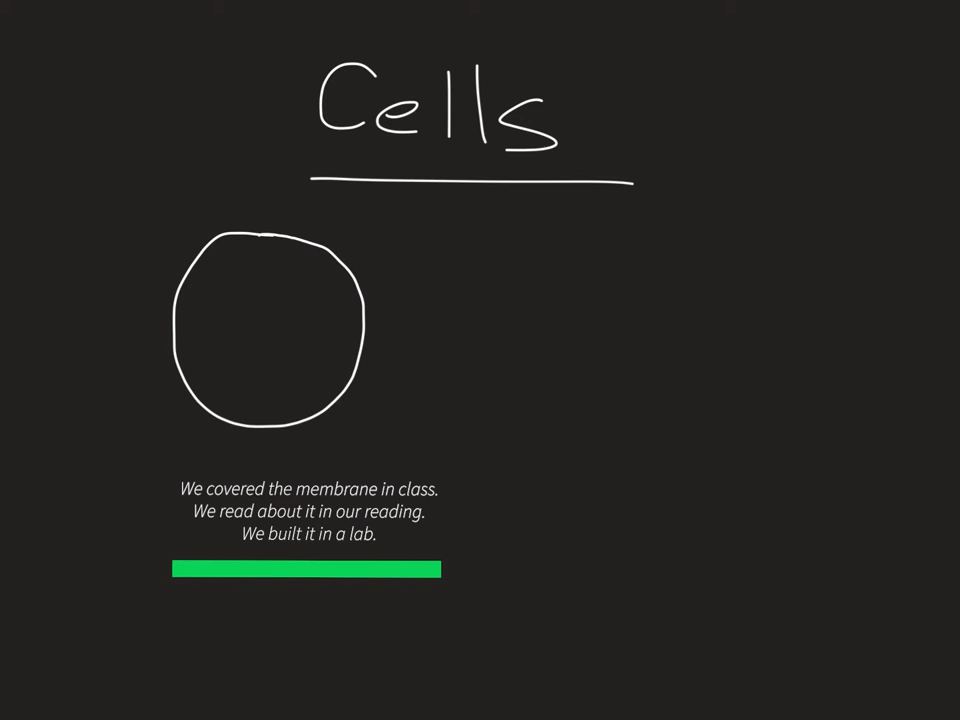 Cells
We covered the membrane in class.
We read about it in our reading.
We built it in a lab.